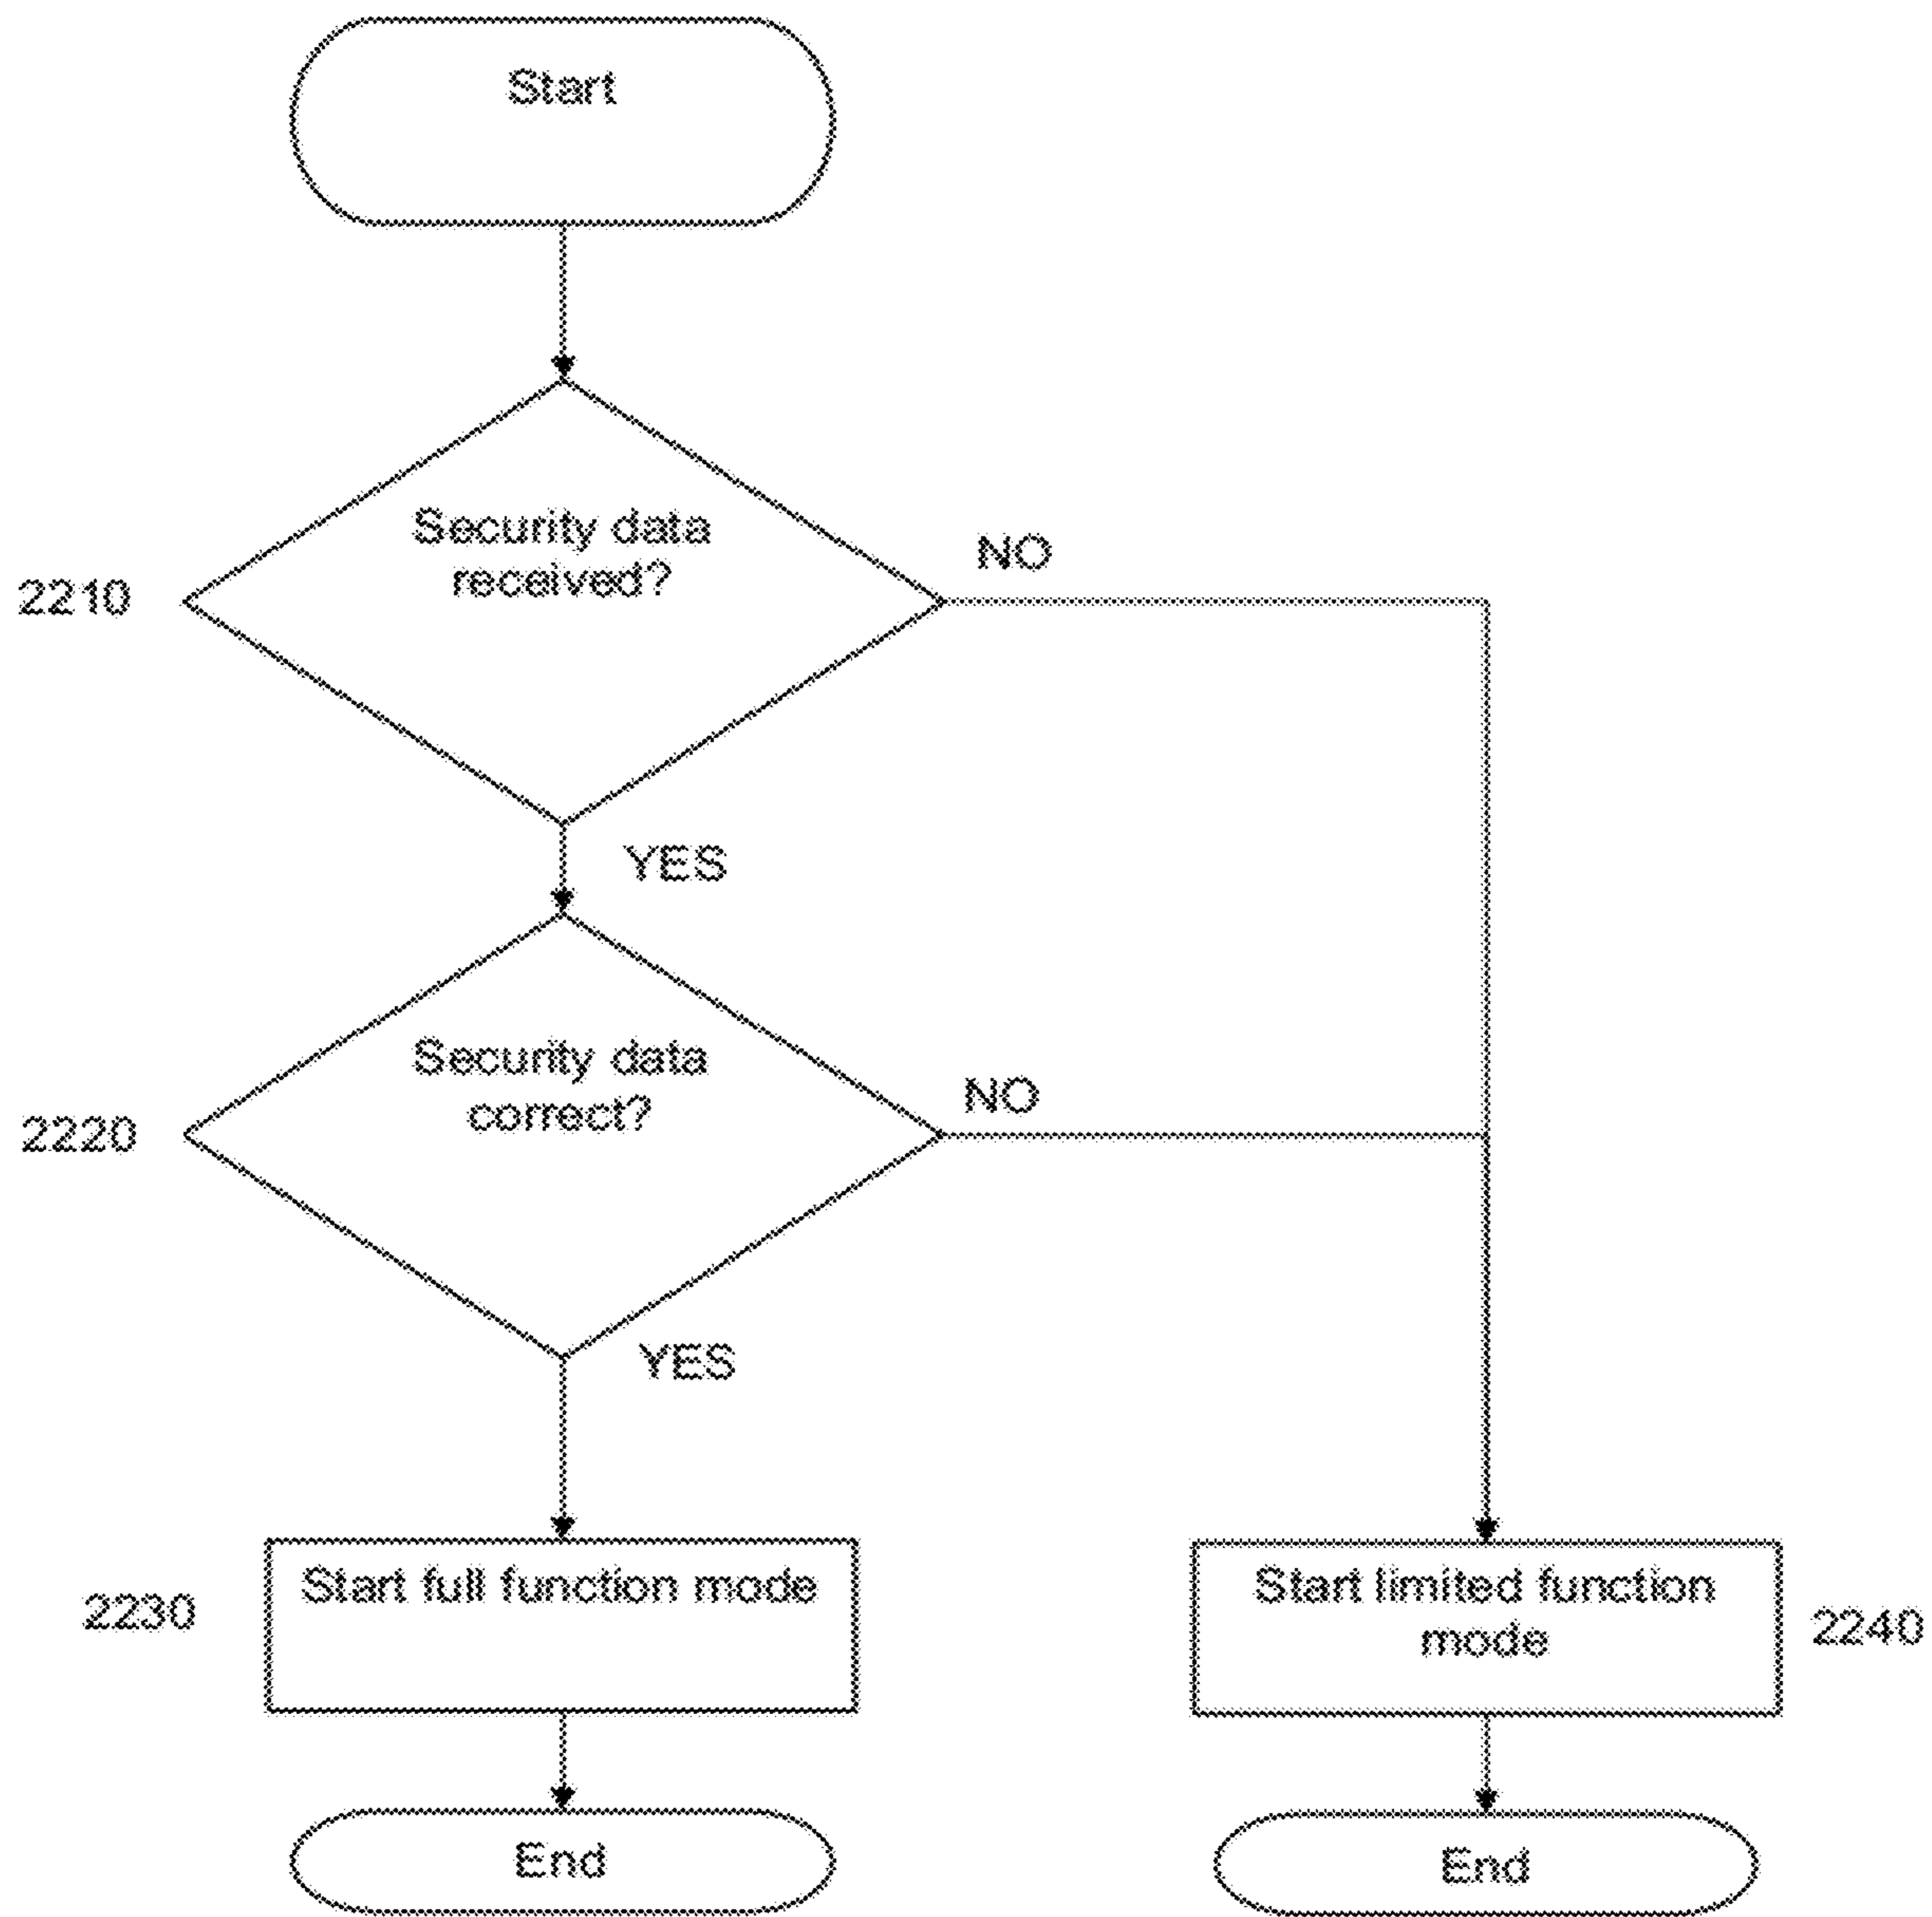 Start
Security data
received?
NO
2210
YES
Security data
correct?
NO
2220
YES
Start full function mode
2230
Start limited function
mode
2240
End
End